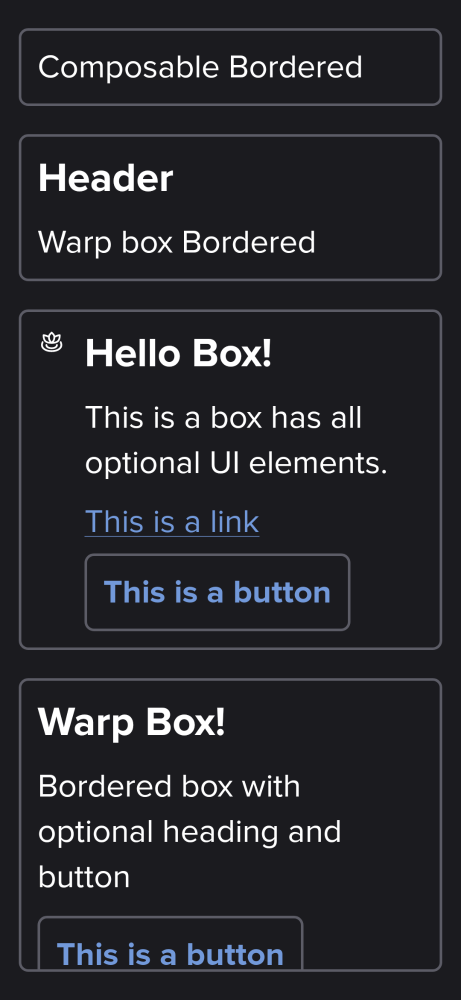 Composable Bordered
Header
Warp box Bordered
Hello Box!
This is a box has all
optional UI elements.
This is a link
This is a button
Warp Box!
Bordered box with
optional heading and
button
This is a button